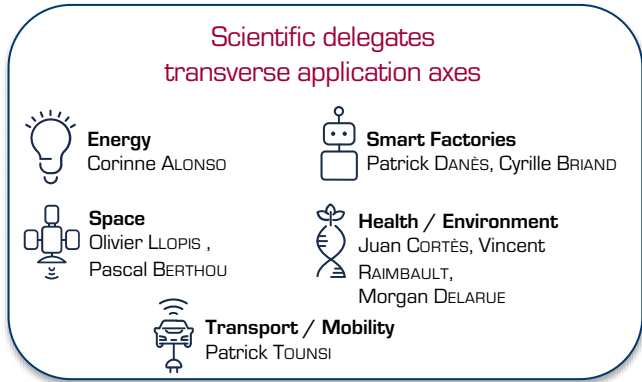 Scientific delegates
transverse application axes
Energy
Corinne ALONSO
Smart Factories
Patrick DANÈS, Cyrille BRIAND
Space
Olivier LLOPIS ,
Pascal BERTHOU
Health / Environment
Juan CORTÈS, Vincent
RAIMBAULT,
Morgan DELARUE
Transport / Mobility
Patrick TOUNSI